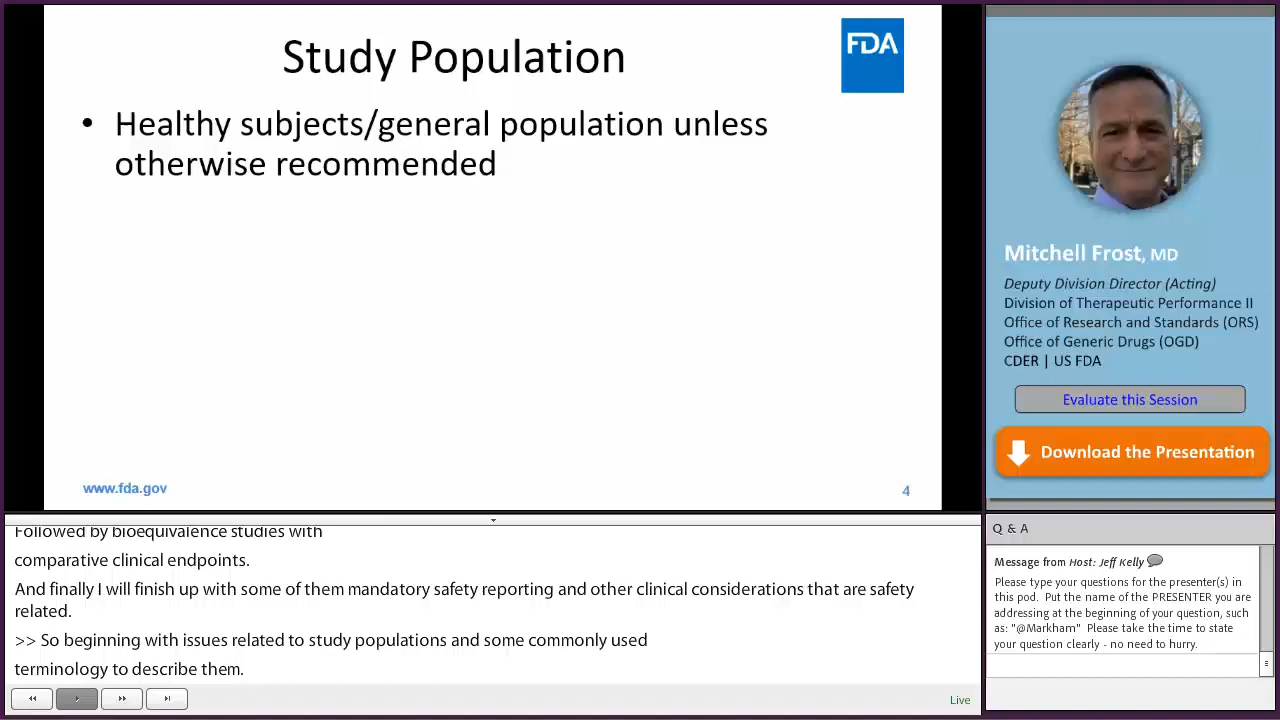 Study Population
FDA
• Healthy subjects/general population unless
otherwise recommended
www.fda.gov
4
Mitchell Frost, MD
Deputy Division Director (Acting)
Division of Therapeutic Performance II
Office of Research and Standards (ORS)
Office of Generic Drugs (OGD)
CDER | US FDA
Evaluate this Session
Download the Presentation
Followed by bioequivalence studies with
comparative clinical endpoints.
And finally I will finish up with some of them mandatory safety reporting and other clinical considerations that are safety
related.
>> So beginning with issues related to study populations and some commonly used
terminology to describe them.
Live
Q & A
Message from Host: Jeff Kelly
Please type your questions for the presenter(s) in
this pod. Put the name of the PRESENTER you are
addressing at the beginning of your question, such
as: "@Markham" Please take the time to state
your question clearly - no need to hurry.